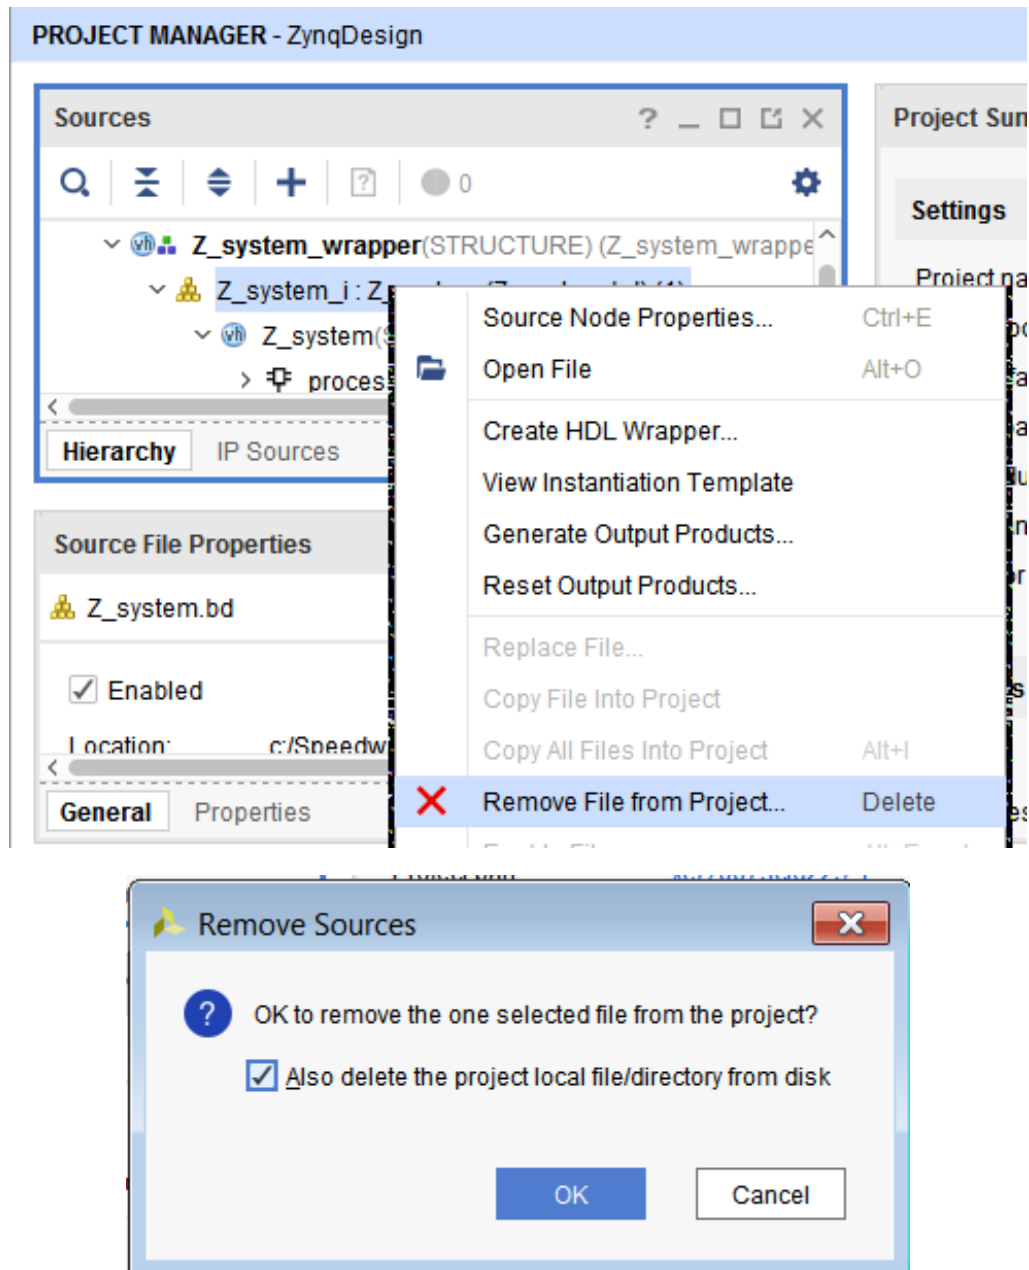 PROJECT MANAGER - ZynqDesign
Sources
? 
0
Project Sum
Settings
Z_system_wrapper(STRUCTURE) (Z_system_wrappe
Project na
Z_system_i : Z_
Z_system(S
proces
Hierarchy
IP Sources
Source Node Properties... Ctrl+E
Open File Alt+O
Create HDL Wrapper...
View Instantiation Template
Generate Output Products...
Reset Output Products...
Replace File...
Copy File Into Project
Copy All Files Into Project Alt+I
Remove File from Project... Delete
Source File Properties
Z_system.bd
Enabled
Location: c:/Speedw
General
Properties
Remove Sources
OK to remove the one selected file from the project?
Also delete the project local file/directory from disk
OK
Cancel